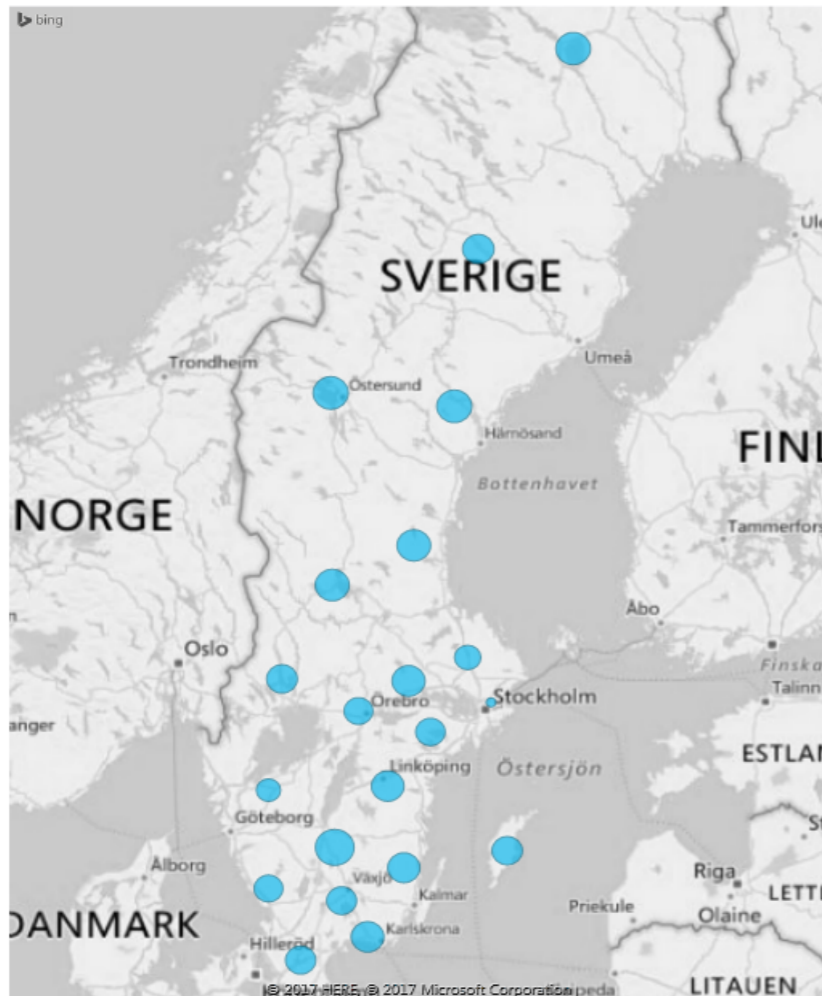 bing
SVERIGE
Umeå
Trondheim
Östersund
Härnösand
FINL
Bottenhavet
NORGE
Tammerfors
Åbo
Oslo
Finska
Talinn
Stockholm
Örebro
anger
ESTLAN
Linköping
Östersjön
Göteborg
Ålborg
Riga
Växjö
Kalmar
LETT
Priekule
Olaine
DANMARK
Karlskrona
Hilleröd
LITAUEN
© 2017 HERE, © 2017 Microsoft Corporation